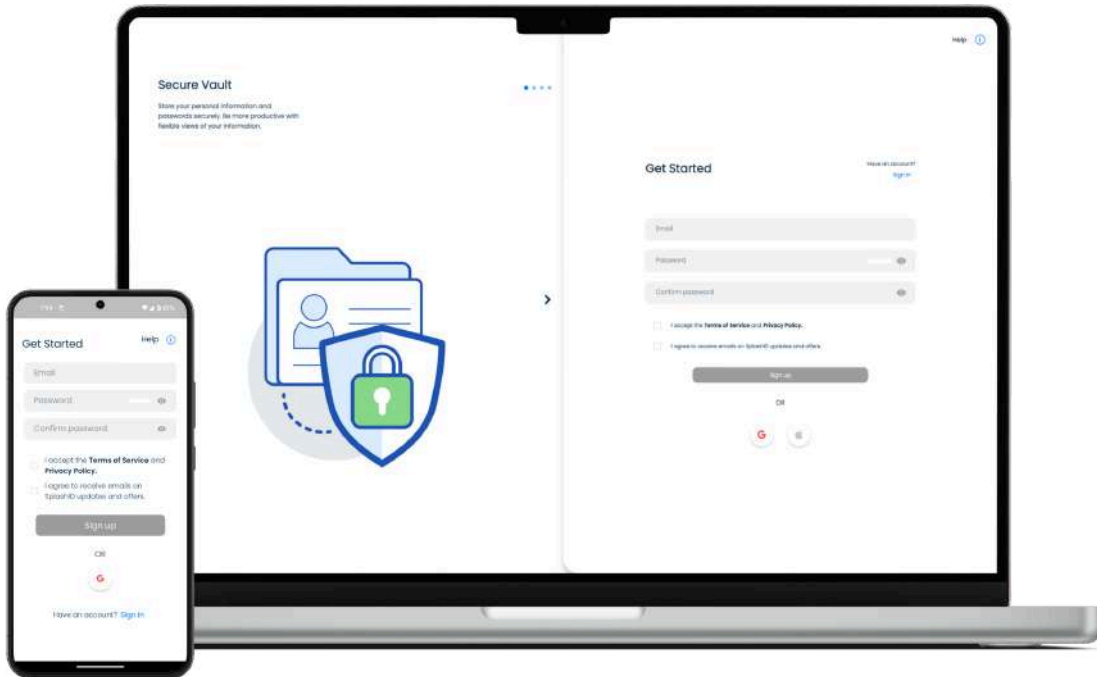 Help
Secure Vault
Store your personal information and
passwords securely. Be more productive with
flexible views of your information.
Get Started
Have an account?
Sign In
Email
Password
Confirm password
I accept the Terms of Service and Privacy Policy.
I agree to receive emails on SplashID updates and offers.
Sign up
OR
G
Get Started
Help
Email
Password
Confirm password
I accept the Terms of Service and
Privacy Policy.
I agree to receive emails on
SplashID updates and offers.
Sign up
OR
G
Have an account? Sign In